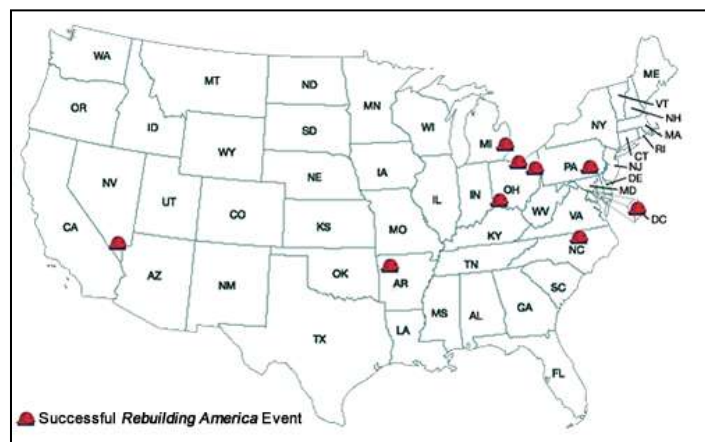 WA
MT
ND
MN
ME
OR
ID
WY
SD
WI
MI
NY
VT
NH
MA
RI
CT
NJ
DE
MD
DC
NV
UT
CO
NE
IA
IL
IN
OH
PA
WV
VA
CA
AZ
NM
KS
MO
KY
NC
TN
OK
AR
SC
TX
LA
MS
AL
GA
FL
Successful Rebuilding America Event